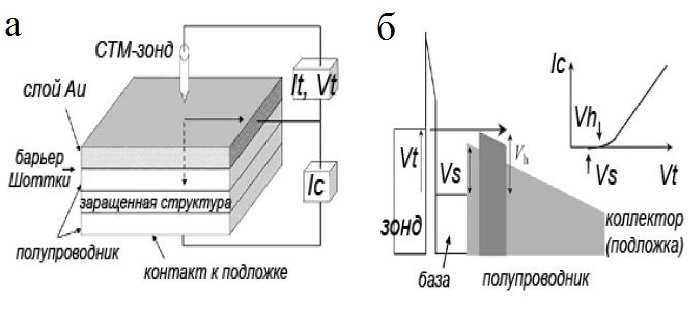 а
СТМ-зонд
It, Vt
слой Au
барьер
Шоттки
Ic
заращенная структура
полупроводник
контакт к подложке
б
Ic
Vh
Vs
Vt
Vt
Vs
Vh
зонд
база
полупроводник
коллектор
(подложка)